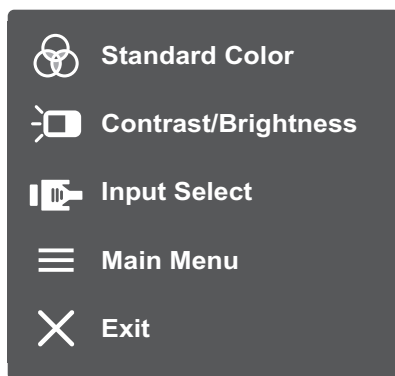 Standard Color
Contrast/Brightness
Input Select
Main Menu
Exit